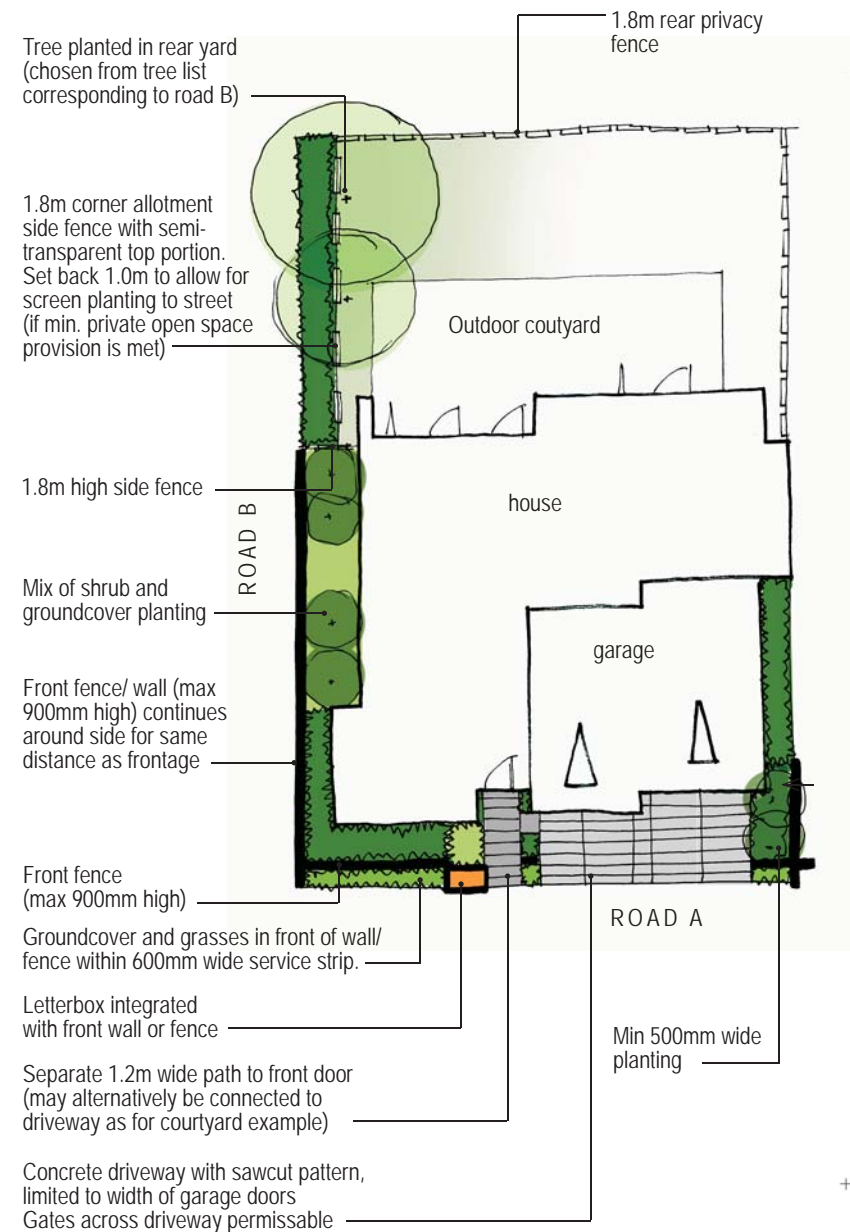 1.8m rear privacy
fence
Tree planted in rear yard
(chosen from tree list
corresponding to road B)
1.8m corner allotment
side fence with semi-
transparent top portion.
Set back 1.0m to allow for
screen planting to street
(if min. private open space
provision is met)
Outdoor coutyard
1.8m high side fence
house
ROAD B
Mix of shrub and
groundcover planting
garage
Front fence/ wall (max
900mm high) continues
around side for same
distance as frontage
Front fence
(max 900mm high)
ROAD A
Groundcover and grasses in front of wall/
fence within 600mm wide service strip.
Letterbox integrated
with front wall or fence
Min 500mm wide
planting
Separate 1.2m wide path to front door
(may alternatively be connected to
driveway as for courtyard example)
Concrete driveway with sawcut pattern,
limited to width of garage doors
Gates across driveway permissable